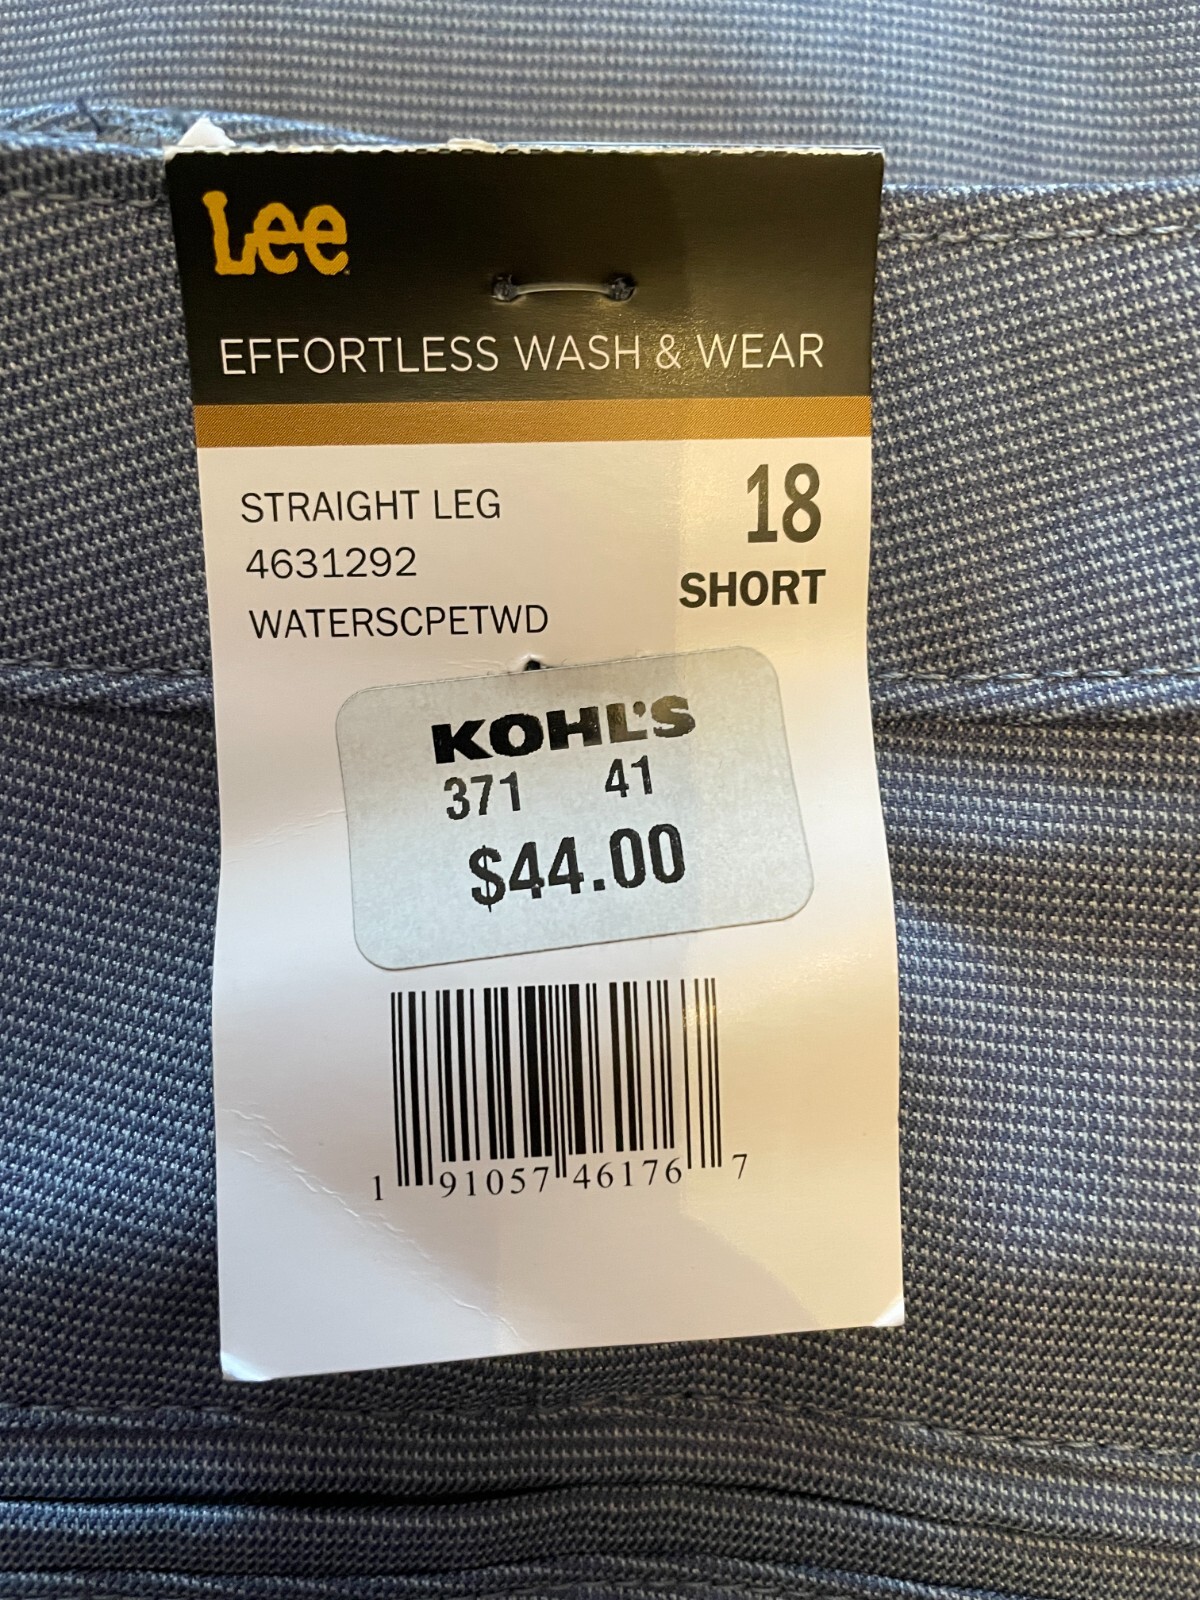 Lee
EFFORTLESS WASH & WEAR
STRAIGHT LEG
4631292
WATERSCPETWD
18
SHORT
KOHL'S
371 41
$44.00
1 91057 46176 7